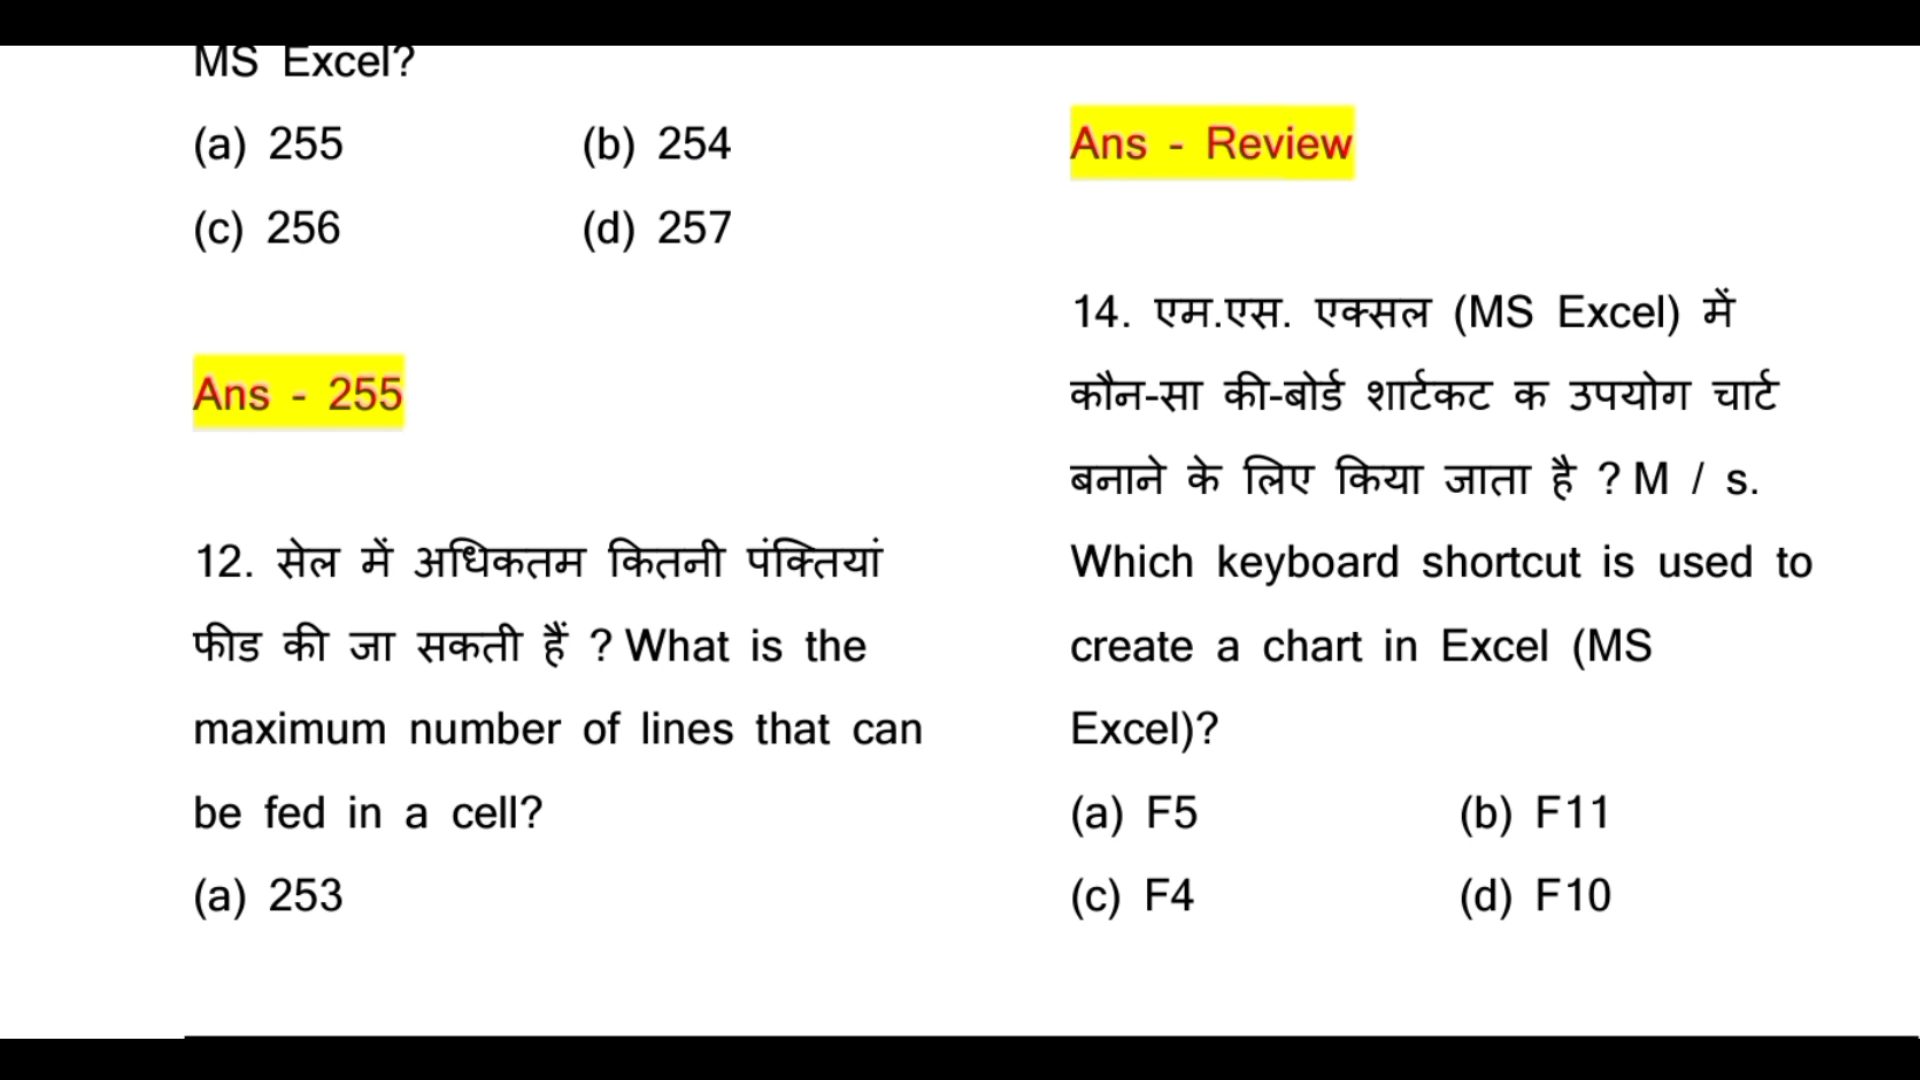 MS Excel?
(a) 255 (b) 254
(c) 256 (d) 257
Ans - 255
12. सेल में अधिकतम कितनी पंक्तियां
फीड की जा सकती हैं ? What is the
maximum number of lines that can
be fed in a cell?
(a) 253
Ans - Review
14. एम.एस. एक्सल (MS Excel) में
कौन-सा की-बोर्ड शार्टकट क उपयोग चार्ट
बनाने के लिए किया जाता है ? M / s.
Which keyboard shortcut is used to
create a chart in Excel (MS
Excel)?
(a) F5 (b) F11
(c) F4 (d) F10